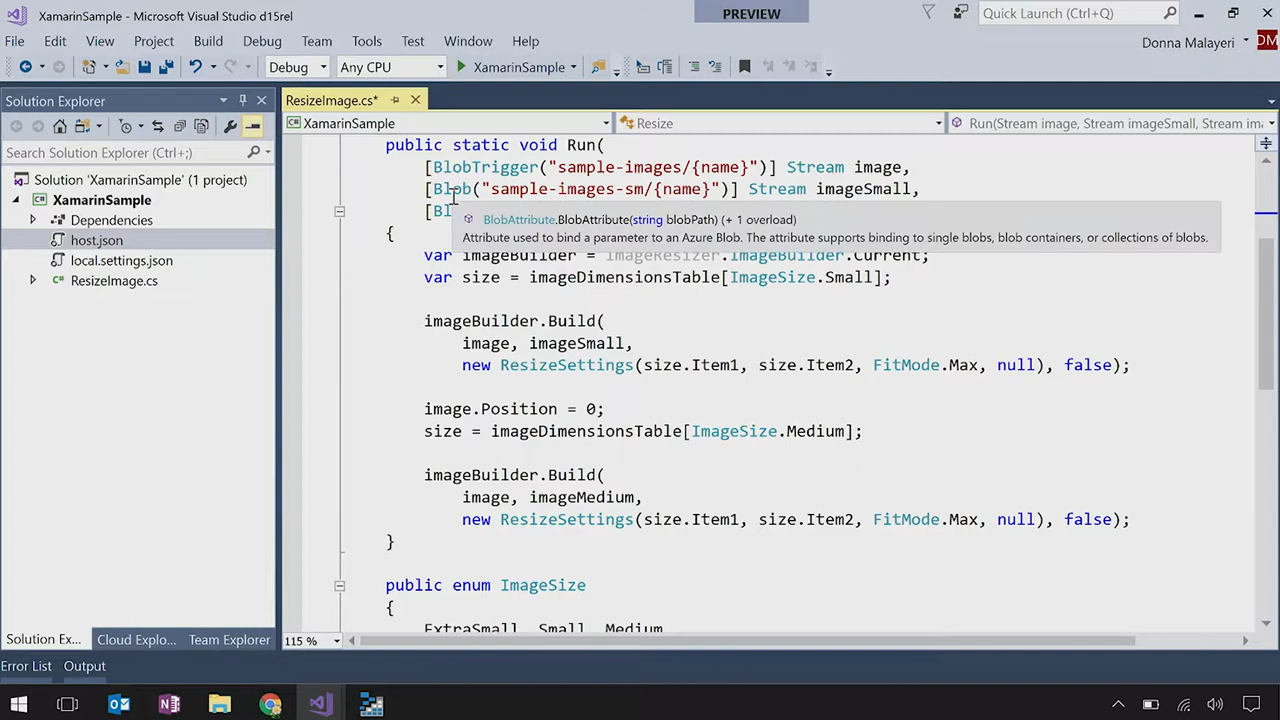 XamarinSample - Microsoft Visual Studio d15rel
PREVIEW
Quick Launch (Ctrl+Q)
File Edit View Project Build Debug Team Tools Test Window Help
Donna Malayeri
DM
Debug Any CPU XamarinSample
Solution Explorer
ResizeImage.cs*
XamarinSample
Resize
Run(Stream image, Stream imageSmall, Stream im
Search Solution Explorer (Ctrl+;)
Solution 'XamarinSample' (1 project)
XamarinSample
Dependencies
host.json
local.settings.json
ResizeImage.cs
public static void Run(
[BlobTrigger("sample-images/{name}")] Stream image,
[Blob("sample-images-sm/{name}")] Stream imageSmall,
[Bl
BlobAttribute.BlobAttribute(string blobPath) (+ 1 overload)
Attribute used to bind a parameter to an Azure Blob. The attribute supports binding to single blobs, blob containers, or collections of blobs.
{
var imageBuilder = ImageResizer.ImageBuilder.Current;
var size = imageDimensionsTable[ImageSize.Small];
imageBuilder.Build(
image, imageSmall,
new ResizeSettings(size.Item1, size.Item2, FitMode.Max, null), false);
image.Position = 0;
size = imageDimensionsTable[ImageSize.Medium];
imageBuilder.Build(
image, imageMedium,
new ResizeSettings(size.Item1, size.Item2, FitMode.Max, null), false);
}
public enum ImageSize
{
ExtraSmall, Small, Medium
115 %
Solution Ex... Cloud Explo... Team Explorer
Error List Output